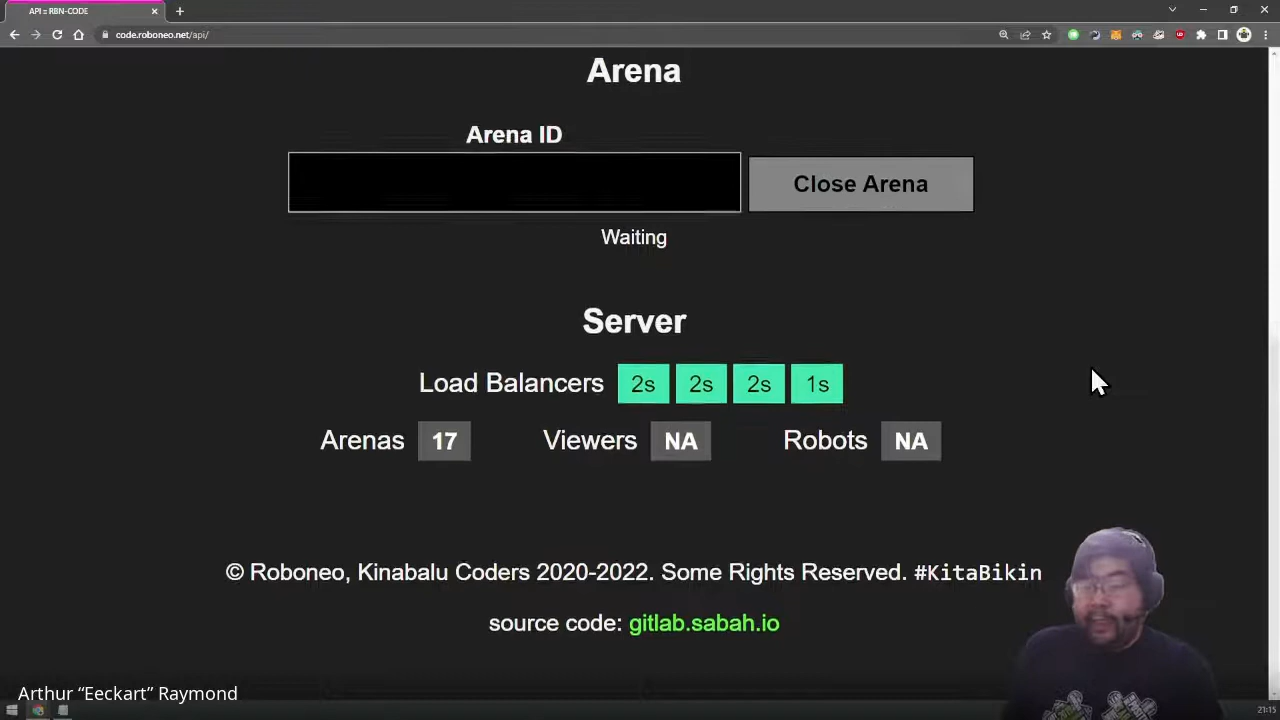 API = RBN-CODE
code.roboneo.net/api/
Arena
Arena ID
Close Arena
Waiting
Server
Load Balancers 2s 2s 2s 1s
Arenas 17 Viewers NA Robots NA
© Roboneo, Kinabalu Coders 2020-2022. Some Rights Reserved. #KitaBikin
source code: gitlab.sabah.io
Arthur “Eeckart” Raymond
21:15